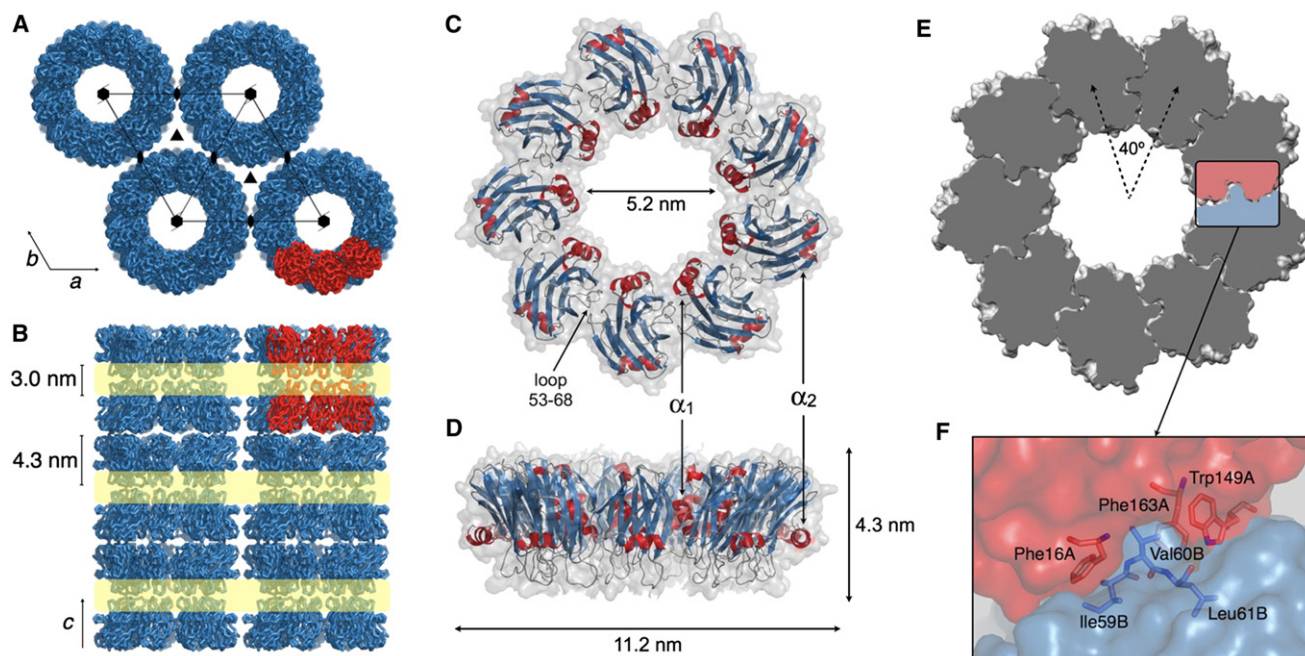 A
b
a
B
3.0 nm
4.3 nm
c
C
5.2 nm
loop
53-68
α1
α2
D
4.3 nm
11.2 nm
E
40º
F
Trp149A
Phe163A
Phe16A
Val60B
Ile59B
Leu61B